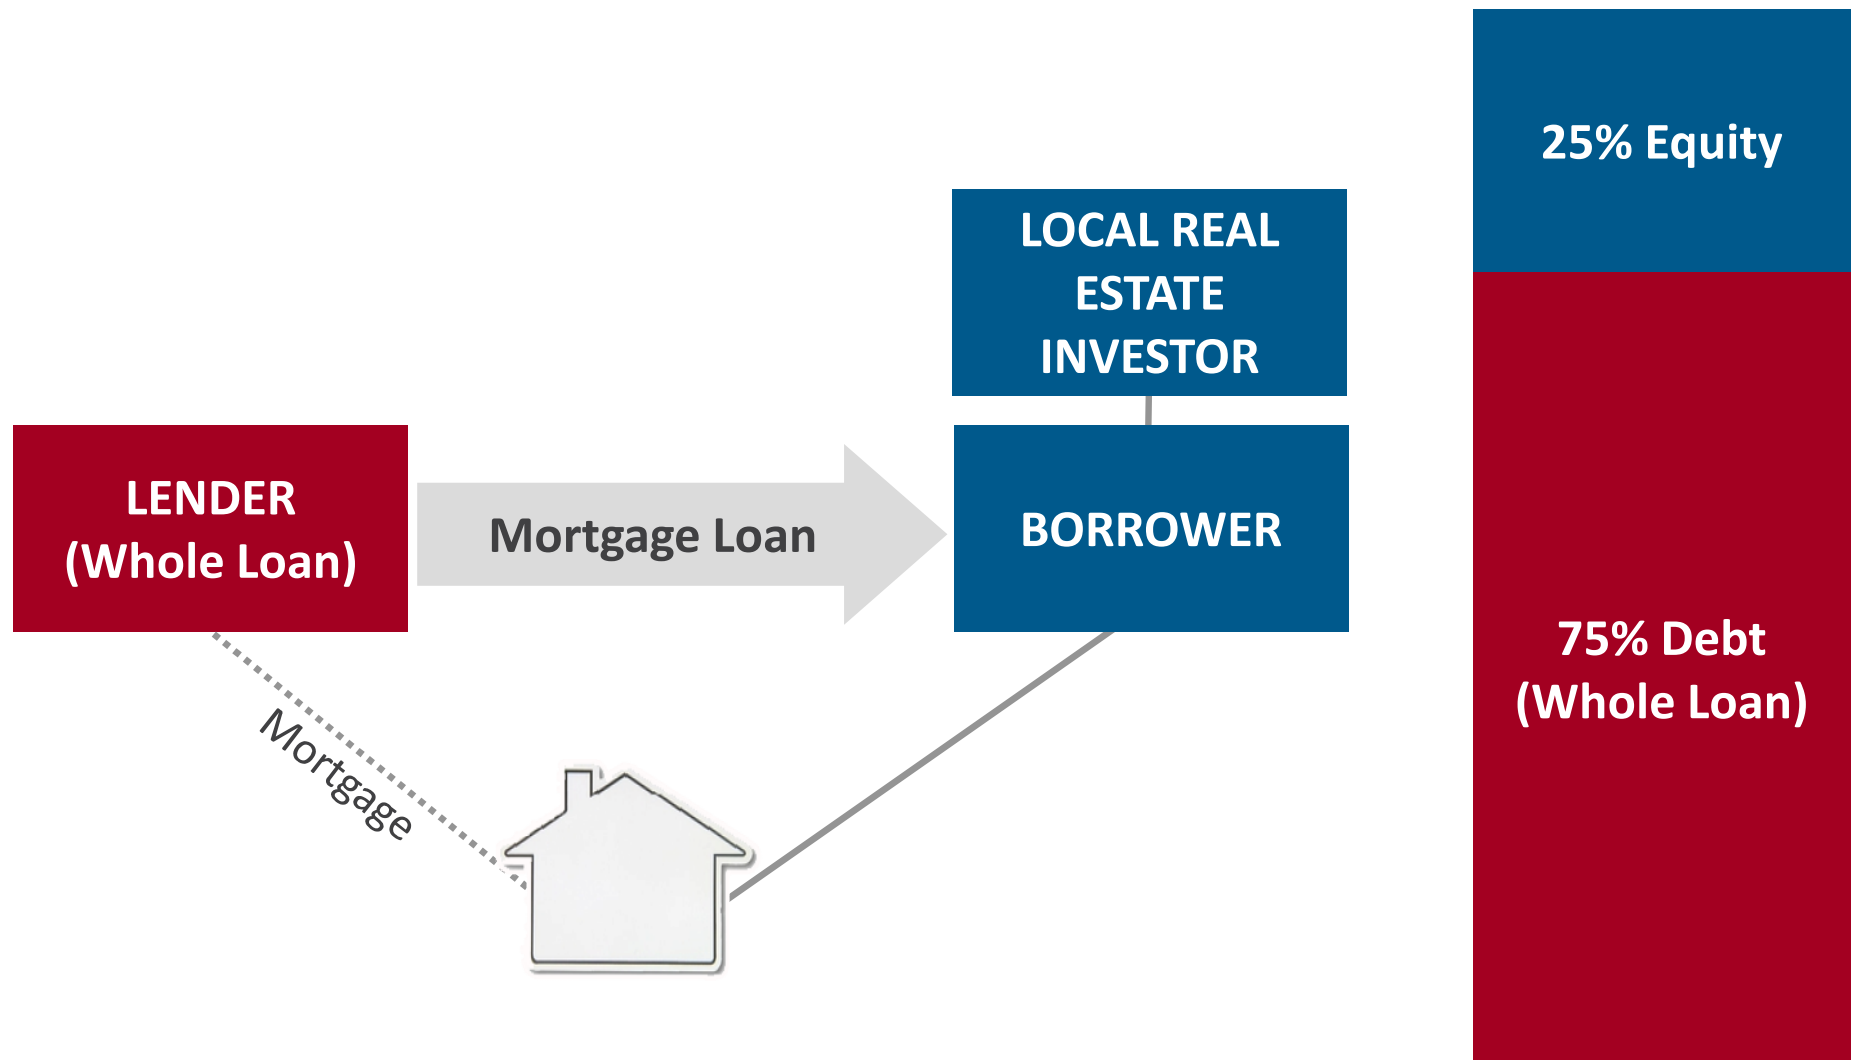 25% Equity
LOCAL REAL
ESTATE
INVESTOR
LENDER
(Whole Loan)
Mortgage Loan
BORROWER
75% Debt
(Whole Loan)
Mortgage